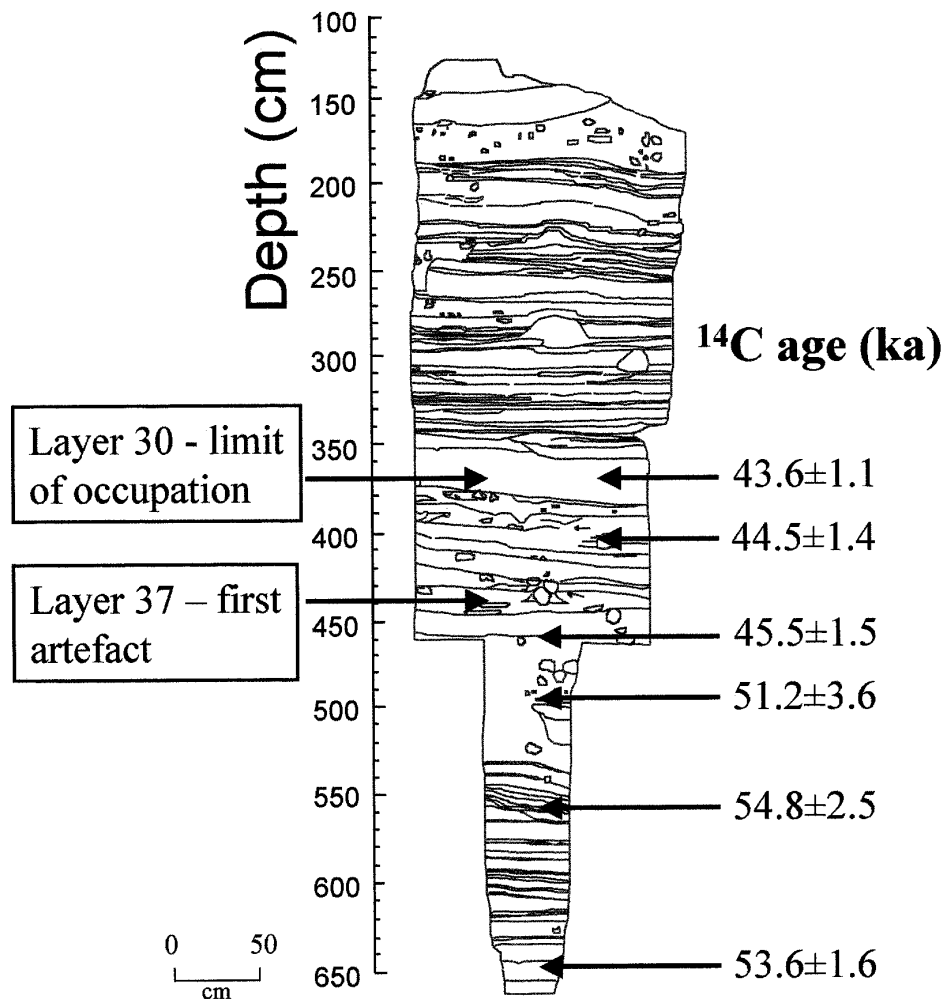 Depth (cm)
100
150
200
250
300
350
400
450
500
550
600
650
¹⁴C age (ka)
Layer 30 - limit
of occupation
43.6±1.1
44.5±1.4
Layer 37 – first
artefact
45.5±1.5
51.2±3.6
54.8±2.5
53.6±1.6
0 50
cm